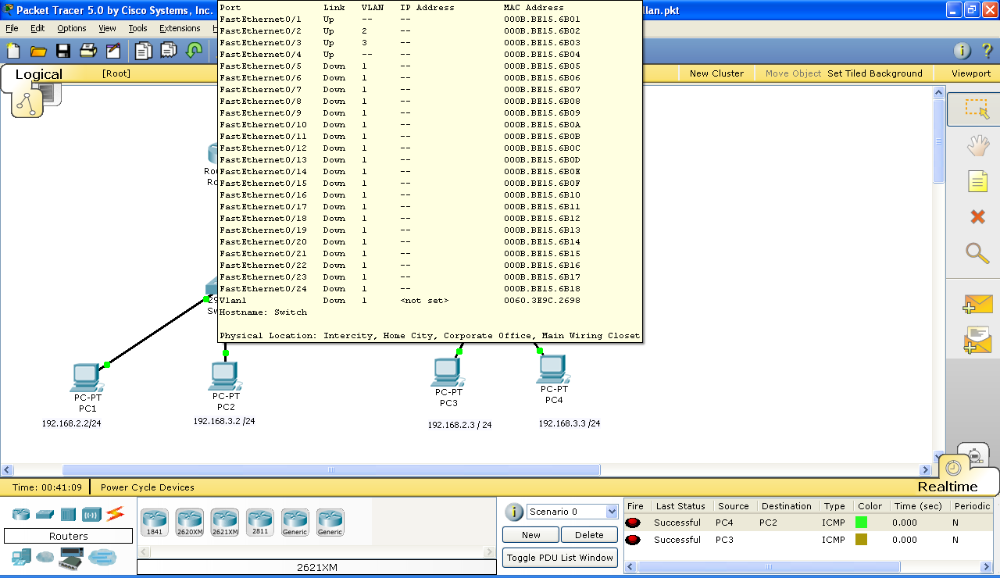 Packet Tracer 5.0 by Cisco Systems, Inc. llan.pkt
File Edit Options View Tools Extensions
Logical [Root] New Cluster Move Object Set Tiled Background Viewport
Port Link VLAN IP Address MAC Address
FastEthernet0/1 Up -- -- 000B.BE15.6B01
FastEthernet0/2 Up 2 -- 000B.BE15.6B02
FastEthernet0/3 Up 3 -- 000B.BE15.6B03
FastEthernet0/4 Up -- -- 000B.BE15.6B04
FastEthernet0/5 Down 1 -- 000B.BE15.6B05
FastEthernet0/6 Down 1 -- 000B.BE15.6B06
FastEthernet0/7 Down 1 -- 000B.BE15.6B07
FastEthernet0/8 Down 1 -- 000B.BE15.6B08
FastEthernet0/9 Down 1 -- 000B.BE15.6B09
FastEthernet0/10 Down 1 -- 000B.BE15.6B0A
FastEthernet0/11 Down 1 -- 000B.BE15.6B0B
FastEthernet0/12 Down 1 -- 000B.BE15.6B0C
FastEthernet0/13 Down 1 -- 000B.BE15.6B0D
FastEthernet0/14 Down 1 -- 000B.BE15.6B0E
FastEthernet0/15 Down 1 -- 000B.BE15.6B0F
FastEthernet0/16 Down 1 -- 000B.BE15.6B10
FastEthernet0/17 Down 1 -- 000B.BE15.6B11
FastEthernet0/18 Down 1 -- 000B.BE15.6B12
FastEthernet0/19 Down 1 -- 000B.BE15.6B13
FastEthernet0/20 Down 1 -- 000B.BE15.6B14
FastEthernet0/21 Down 1 -- 000B.BE15.6B15
FastEthernet0/22 Down 1 -- 000B.BE15.6B16
FastEthernet0/23 Down 1 -- 000B.BE15.6B17
FastEthernet0/24 Down 1 -- 000B.BE15.6B18
Vlan1 Down 1 <not set> 0060.3E9C.2698
Hostname: Switch
Physical Location: Intercity, Home City, Corporate Office, Main Wiring Closet
PC-PT
PC1
192.168.2.2/24
PC-PT
PC2
192.168.3.2 /24
PC-PT
PC3
192.168.2.3 / 24
PC-PT
PC4
192.168.3.3 /24
Realtime
Time: 00:41:09 Power Cycle Devices
Routers
1841 2620XM 2621XM 2811 Generic Generic
2621XM
Scenario 0
New Delete
Toggle PDU List Window
Fire Last Status Source Destination Type Color Time (sec) Periodic
Successful PC4 PC2 ICMP 0.000 N
Successful PC3 ICMP 0.000 N